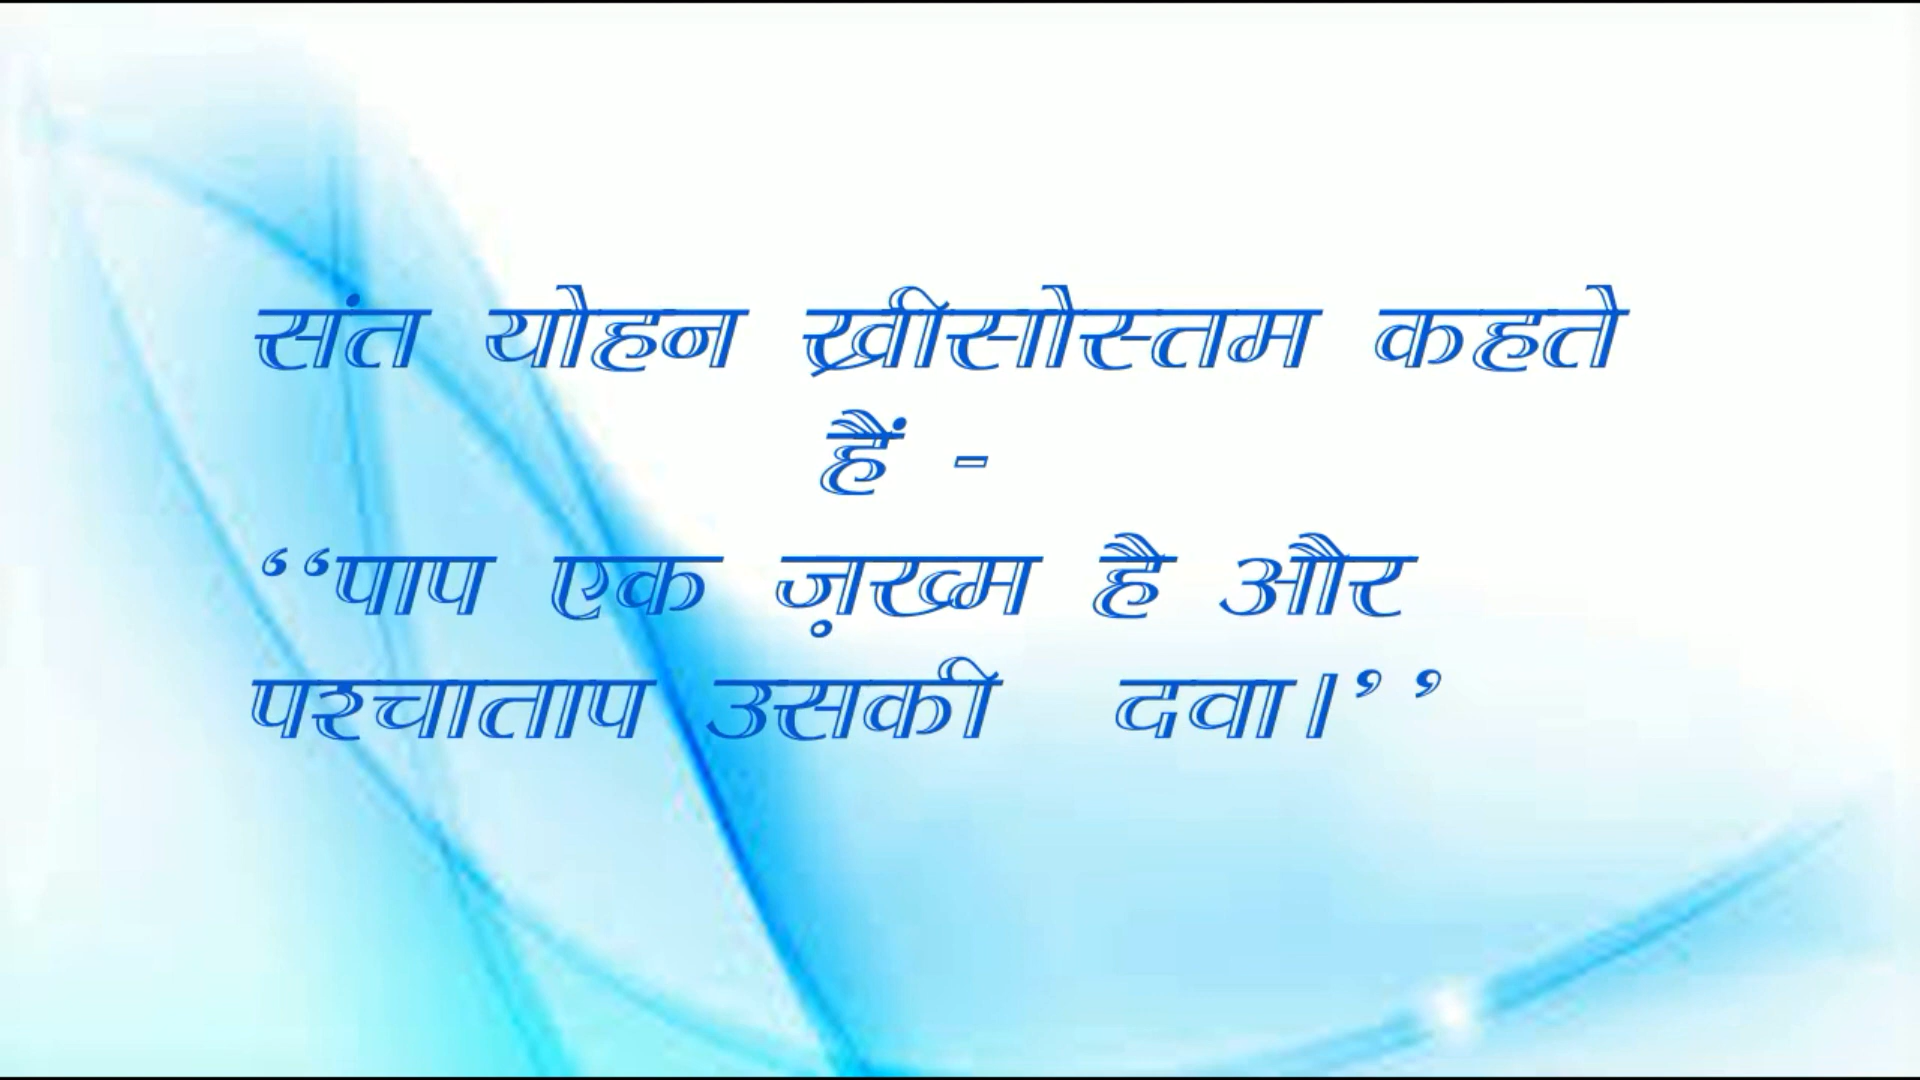 संत योहन ख्रीसोस्तम कहते
हैं -
‘‘पाप एक ज़ख्म है और
पश्चाताप उसकी दवा।’’